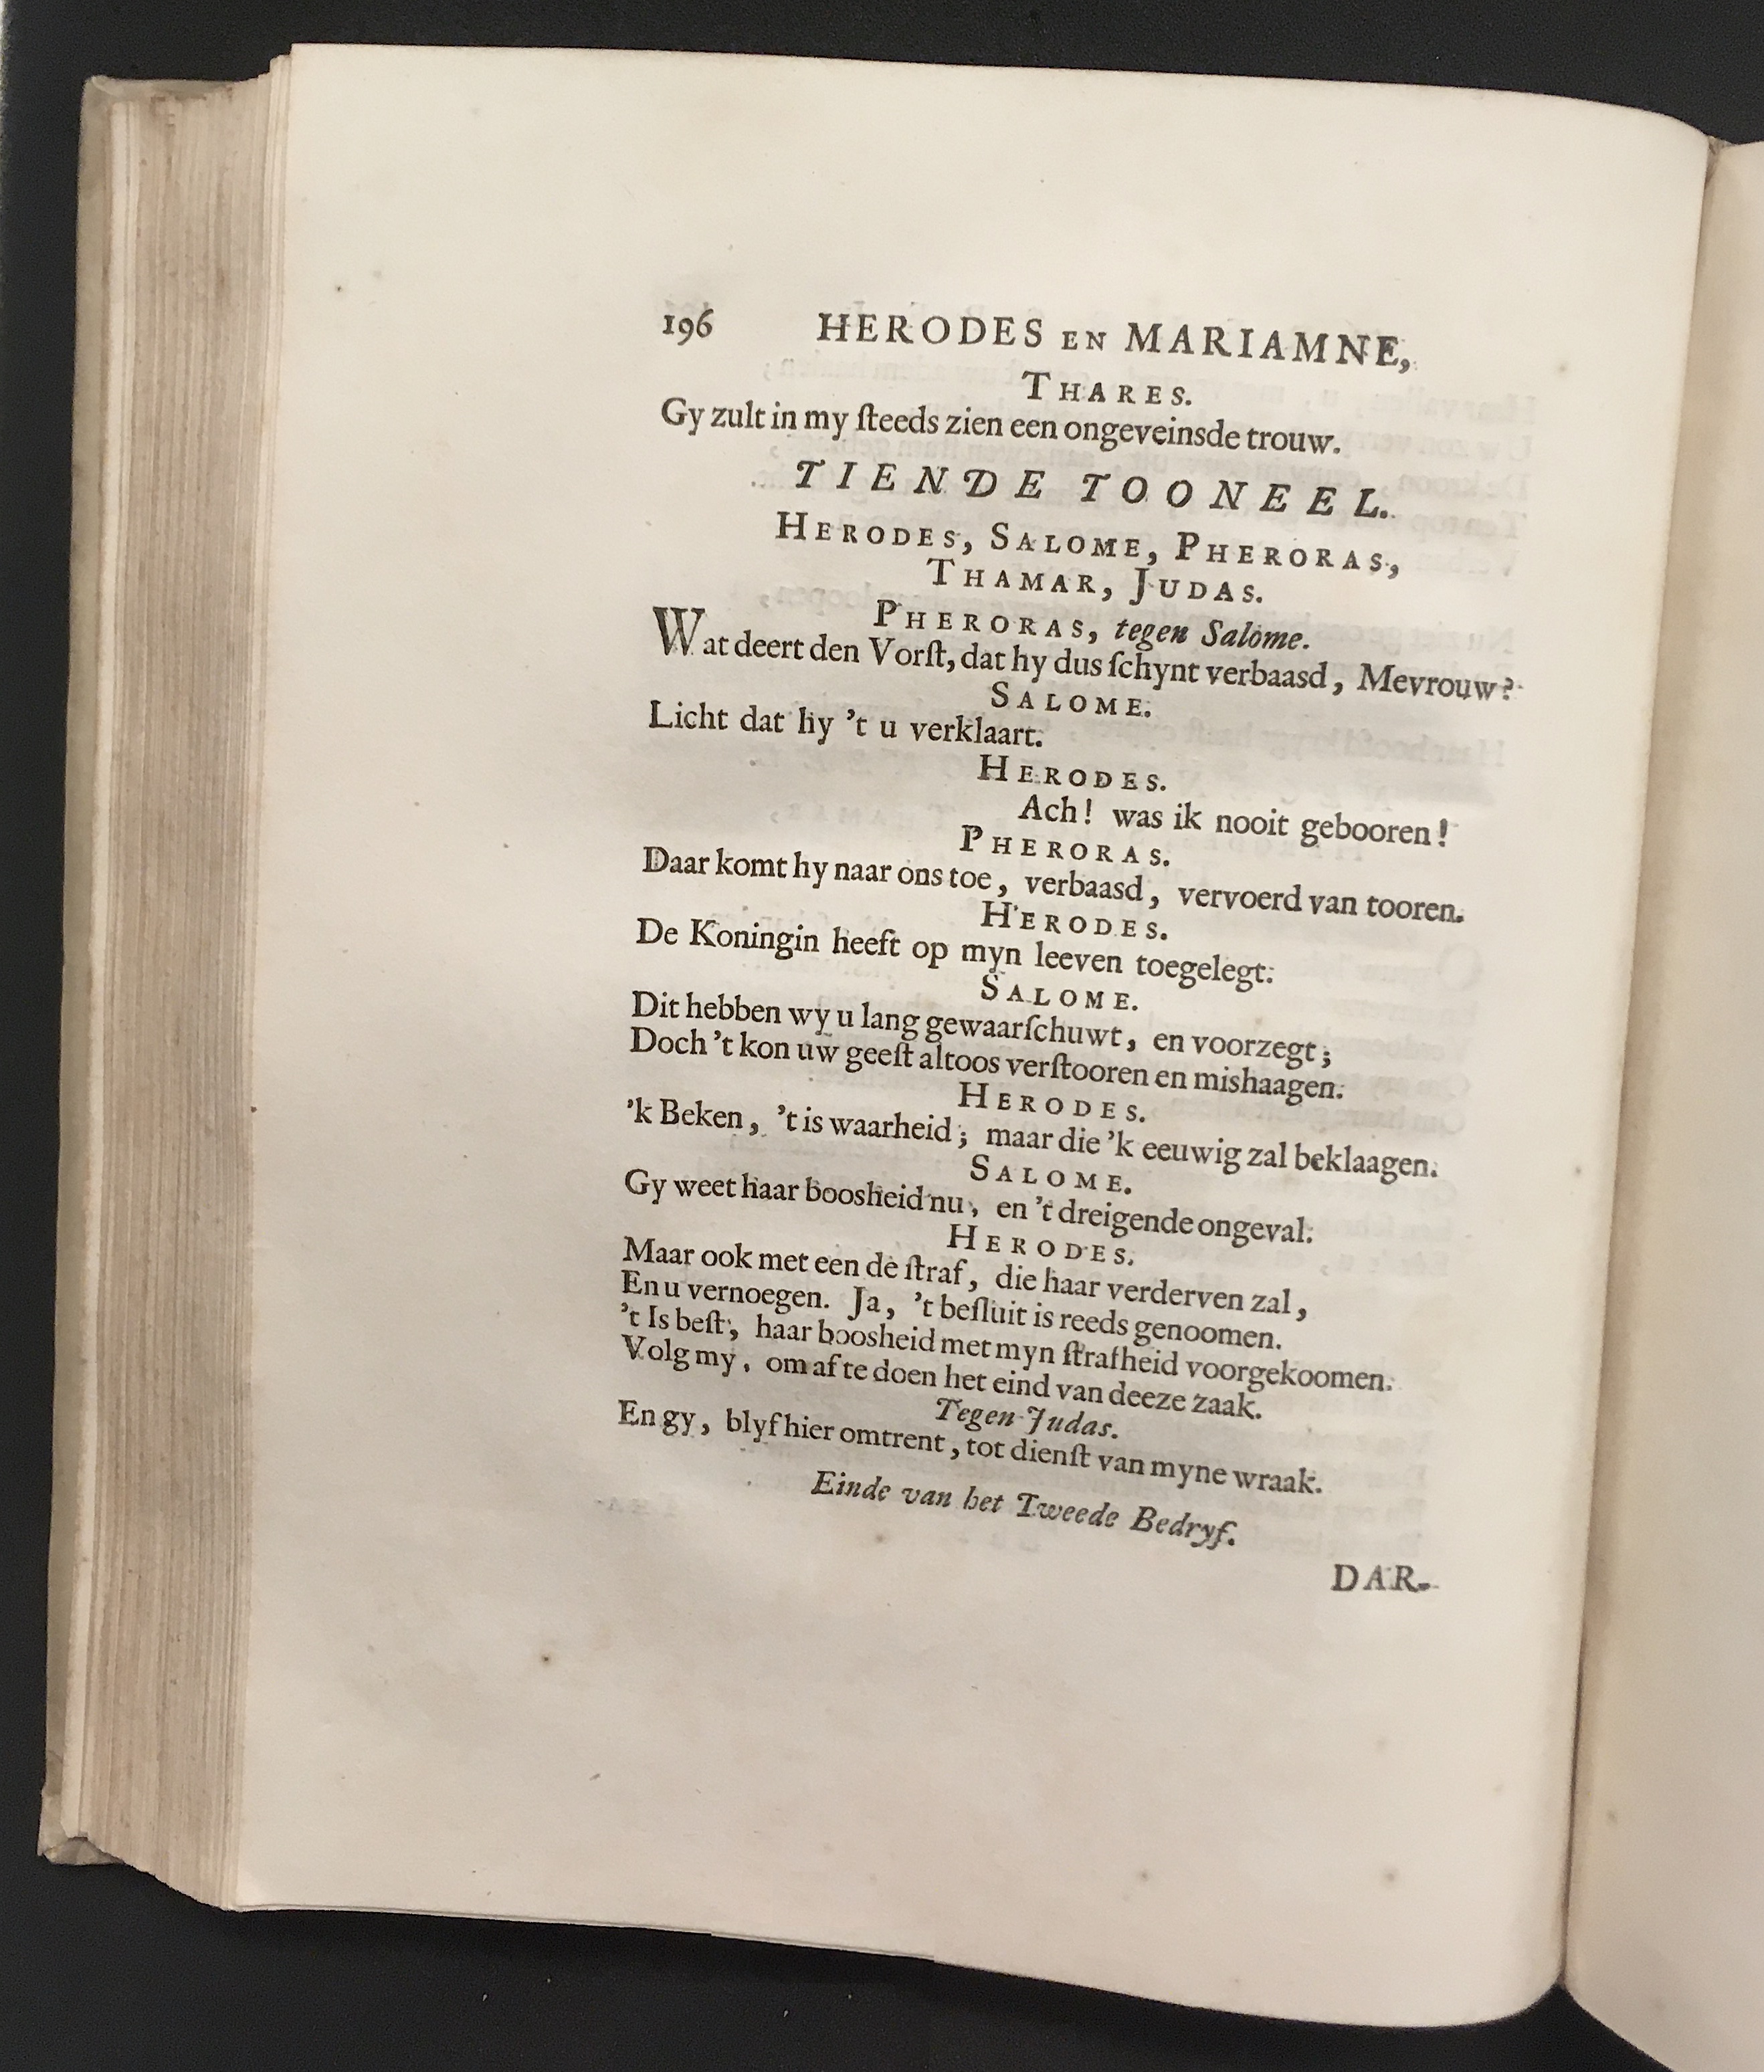 196 HERODES EN MARIAMNE,
THARES.
Gy zult in my ſteeds zien een ongeveinsde trouw.
TIENDE TOONEEL.
HERODES, SALOME, PHERORAS,
THAMAR, JUDAS.
PHERORAS, tegen Salome.
Wat deert den Vorſt, dat hy dus ſchynt verbaasd, Mevrouw?
SALOME.
Licht dat hy 't u verklaart.
HERODES.
Ach! was ik nooit gebooren!
PHERORAS.
Daar komt hy naar ons toe, verbaasd, vervoerd van tooren.
HERODES.
De Koningin heeft op myn leeven toegelegt.
SALOME.
Dit hebben wy u lang gewaarſchuwt, en voorzegt;
Doch 't kon uw geeſt altoos verſtooren en mishaagen.
HERODES.
'k Beken, 't is waarheid; maar die 'k eeuwig zal beklaagen.
SALOME.
Gy weet haar boosheid nu, en 't dreigende ongeval.
HERODES.
Maar ook met een de ſtraf, die haar verderven zal,
En u vernoegen. Ja, 't beſluit is reeds genoomen.
't Is beſt, haar boosheid met myn ſtrafheid voorgekoomen.
Volg my, om af te doen het eind van deeze zaak.
Tegen Judas.
En gy, blyf hier omtrent, tot dienſt van myne wraak.
Einde van het Tweede Bedryf.
DAR-